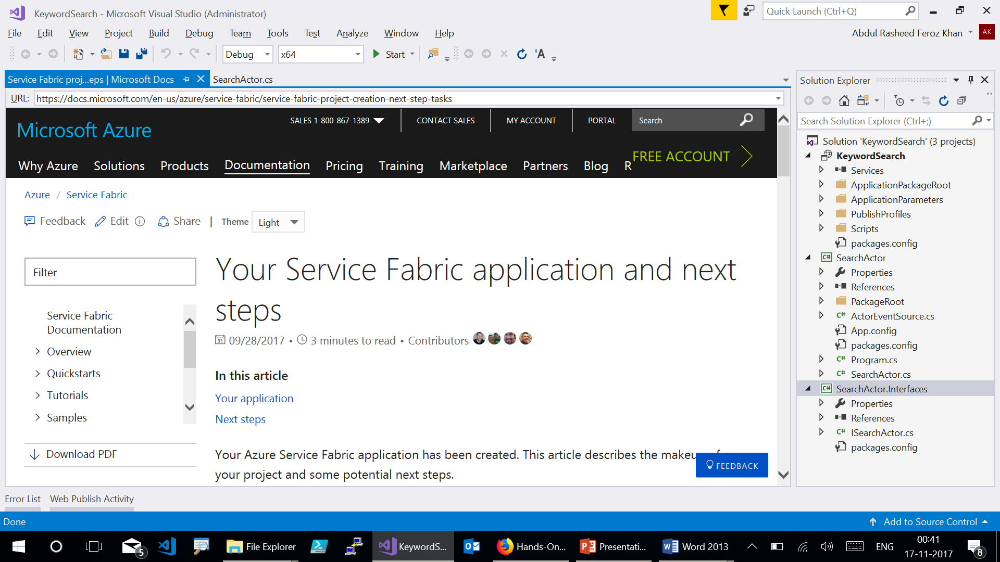 KeywordSearch - Microsoft Visual Studio (Administrator)
Quick Launch (Ctrl+Q)
File Edit View Project Build Debug Team Tools Test Analyze Window Help
Abdul Rasheed Feroz Khan AK
Debug x64 Start
Service Fabric proj...eps | Microsoft Docs SearchActor.cs
URL: https://docs.microsoft.com/en-us/azure/service-fabric/service-fabric-project-creation-next-step-tasks
SALES 1-800-867-1389 CONTACT SALES MY ACCOUNT PORTAL Search
Microsoft Azure
FREE ACCOUNT
Why Azure Solutions Products Documentation Pricing Training Marketplace Partners Blog R
Azure / Service Fabric
Feedback Edit Share | Theme Light
Filter
Service Fabric
Documentation
Overview
Quickstarts
Tutorials
Samples
Download PDF
Your Service Fabric application and next
steps
31 09/28/2017 • 3 minutes to read • Contributors
In this article
Your application
Next steps
Your Azure Service Fabric application has been created. This article describes the makeup of
your project and some potential next steps.
FEEDBACK
Solution Explorer
Search Solution Explorer (Ctrl+;)
Solution 'KeywordSearch' (3 projects)
KeywordSearch
Services
ApplicationPackageRoot
ApplicationParameters
PublishProfiles
Scripts
packages.config
C# SearchActor
Properties
References
PackageRoot
C# ActorEventSource.cs
App.config
packages.config
C# Program.cs
C# SearchActor.cs
C# SearchActor.Interfaces
Properties
References
C# ISearchActor.cs
packages.config
Error List Web Publish Activity
Done
Add to Source Control
5 File Explorer KeywordS... Hands-On... Presentati... Word 2013 ENG
00:41
17-11-2017
8